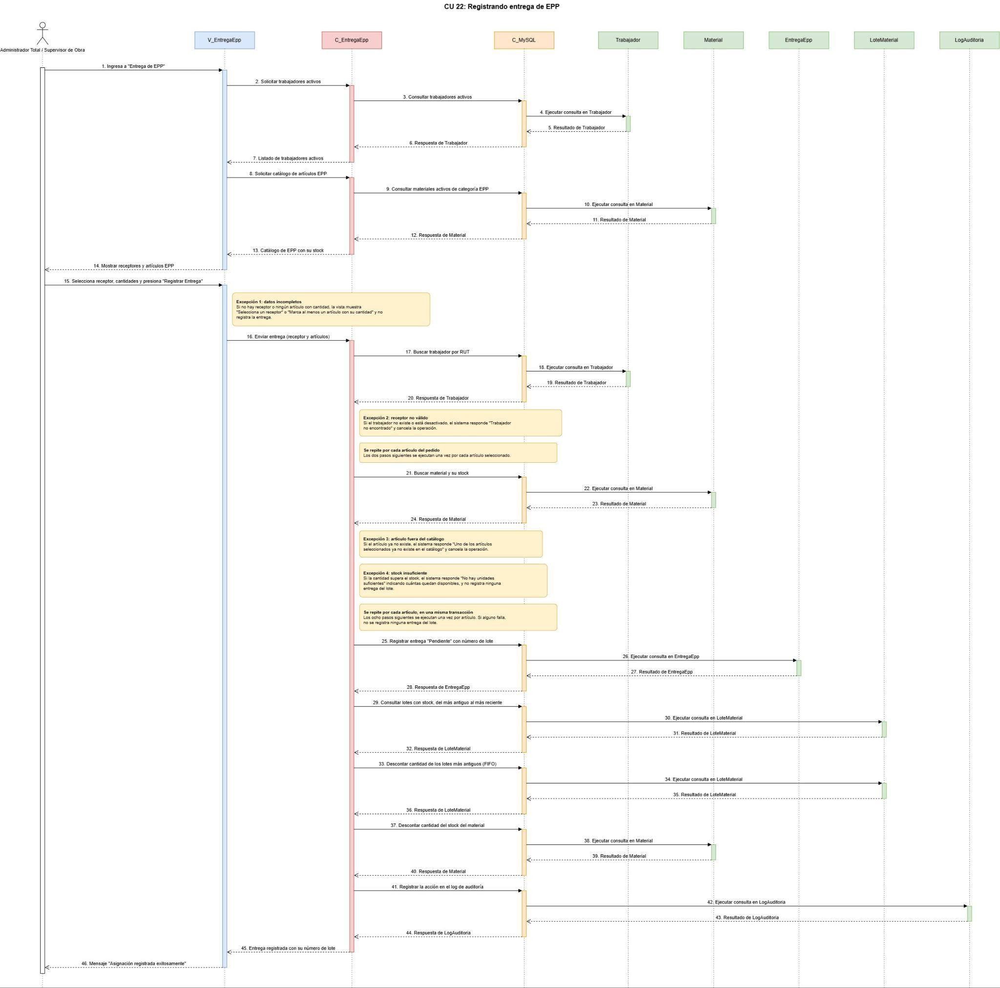 CU 22: Registrando entrega de EPP
Administrador Total / Supervisor de Obra
V_EntregaEpp
C_EntregaEpp
C_MySQL
Trabajador
Material
EntregaEpp
LoteMaterial
LogAuditoria
1. Ingresa a "Entrega de EPP"
2. Solicitar trabajadores activos
3. Consultar trabajadores activos
4. Ejecutar consulta en Trabajador
5. Resultado de Trabajador
6. Respuesta de Trabajador
7. Listado de trabajadores activos
8. Solicitar catálogo de artículos EPP
9. Consultar materiales activos de categoría EPP
10. Ejecutar consulta en Material
11. Resultado de Material
12. Respuesta de Material
13. Catálogo de EPP con su stock
14. Mostrar receptores y artículos EPP
15. Selecciona receptor, cantidades y presiona "Registrar Entrega"
Excepción 1: datos incompletos
Si no hay receptor o ningún artículo con cantidad, la vista muestra
"Selecciona un receptor" o "Marca al menos un artículo con su cantidad" y no
registra la entrega.
16. Enviar entrega (receptor y artículos)
17. Buscar trabajador por RUT
18. Ejecutar consulta en Trabajador
19. Resultado de Trabajador
20. Respuesta de Trabajador
Excepción 2: receptor no válido
Si el trabajador no existe o está desactivado, el sistema responde "Trabajador
no encontrado" y cancela la operación.
Se repite por cada artículo del pedido
Los dos pasos siguientes se ejecutan una vez por cada artículo seleccionado.
21. Buscar material y su stock
22. Ejecutar consulta en Material
23. Resultado de Material
24. Respuesta de Material
Excepción 3: artículo fuera del catálogo
Si el artículo ya no existe, el sistema responde "Uno de los artículos
seleccionados ya no existe en el catálogo" y cancela la operación.
Excepción 4: stock insuficiente
Si la cantidad supera el stock, el sistema responde "No hay unidades
suficientes" indicando cuántas quedan disponibles, y no registra ninguna
entrega del lote.
Se repite por cada artículo, en una misma transacción
Los ocho pasos siguientes se ejecutan una vez por artículo. Si alguno falla,
no se registra ninguna entrega del lote.
25. Registrar entrega "Pendiente" con número de lote
26. Ejecutar consulta en EntregaEpp
27. Resultado de EntregaEpp
28. Respuesta de EntregaEpp
29. Consultar lotes con stock, del más antiguo al más reciente
30. Ejecutar consulta en LoteMaterial
31. Resultado de LoteMaterial
32. Respuesta de LoteMaterial
33. Descontar cantidad de los lotes más antiguos (FIFO)
34. Ejecutar consulta en LoteMaterial
35. Resultado de LoteMaterial
36. Respuesta de LoteMaterial
37. Descontar cantidad del stock del material
38. Ejecutar consulta en Material
39. Resultado de Material
40. Respuesta de Material
41. Registrar la acción en el log de auditoría
42. Ejecutar consulta en LogAuditoria
43. Resultado de LogAuditoria
44. Respuesta de LogAuditoria
45. Entrega registrada con su número de lote
46. Mensaje "Asignación registrada exitosamente"